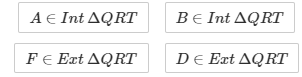 A ∈ Int ΔQRT
B ∈ Int ΔQRT
F ∈ Ext ΔQRT
D ∈ Ext ΔQRT